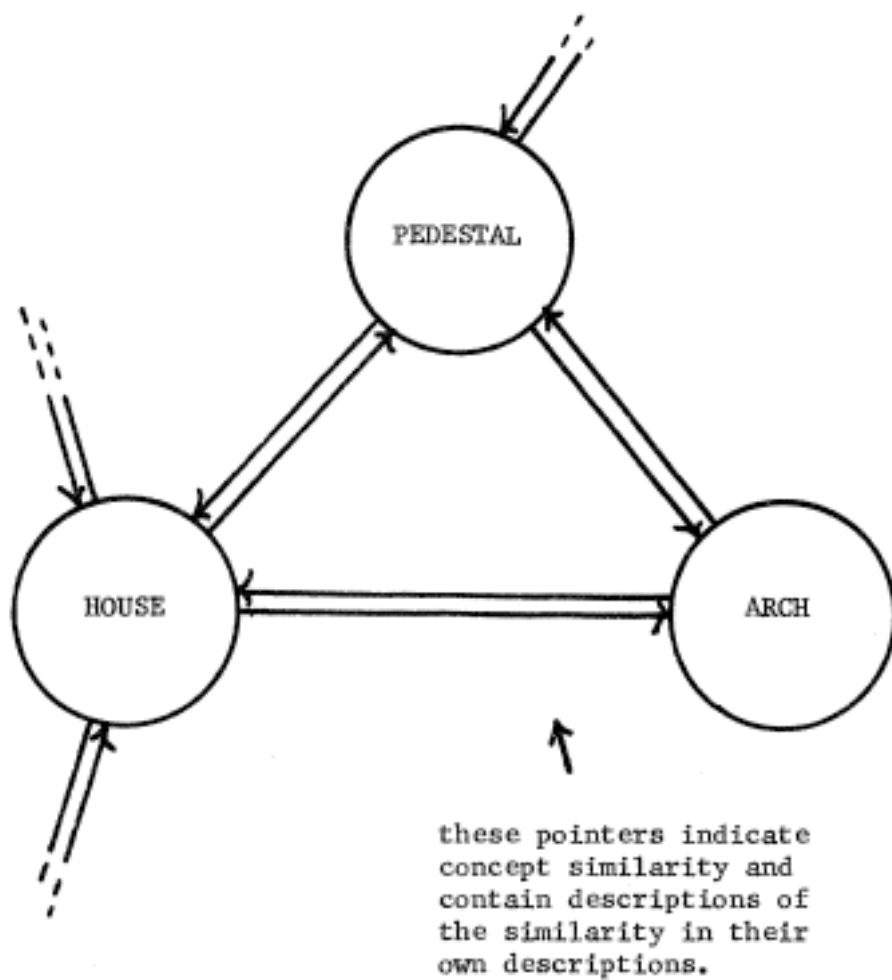 PEDESTAL
HOUSE
ARCH
these pointers indicate
concept similarity and
contain descriptions of
the similarity in their
own descriptions.